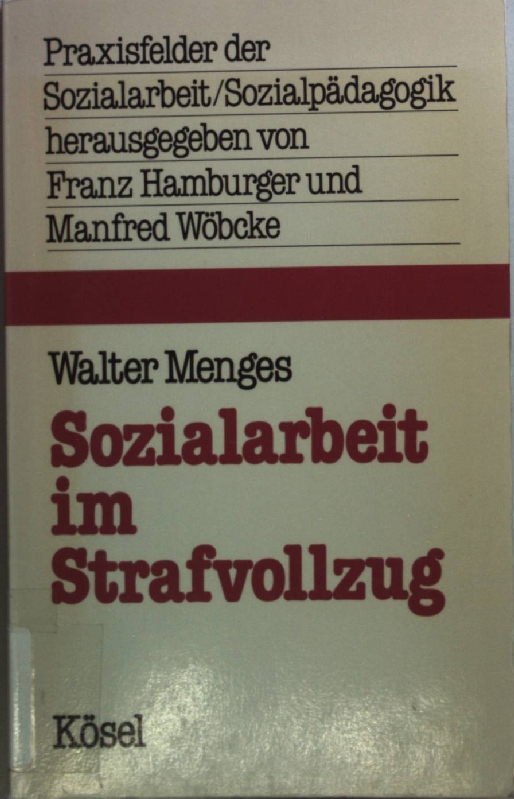 Praxisfelder der
Sozialarbeit/Sozialpädagogik
herausgegeben von
Franz Hamburger und
Manfred Wöbcke
Walter Menges
Sozialarbeit
im
Strafvollzug
Kösel